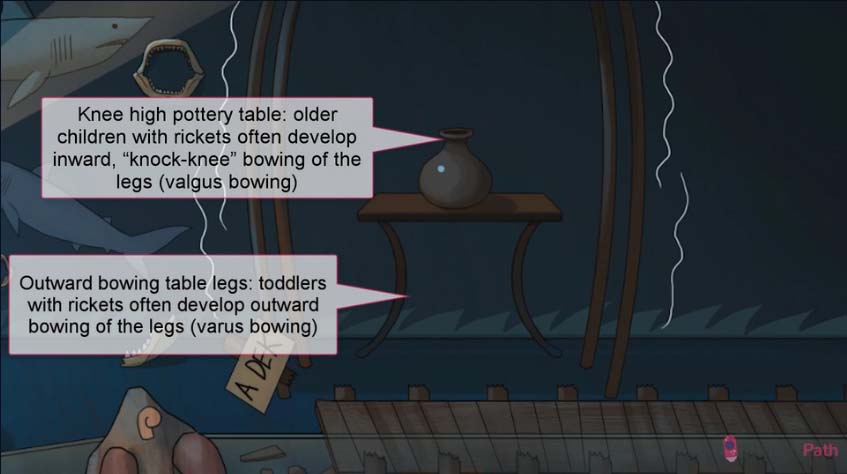 Knee high pottery table: older
children with rickets often develop
inward, “knock-knee” bowing of the
legs (valgus bowing)
Outward bowing table legs: toddlers
with rickets often develop outward
bowing of the legs (varus bowing)
A DEK
Path